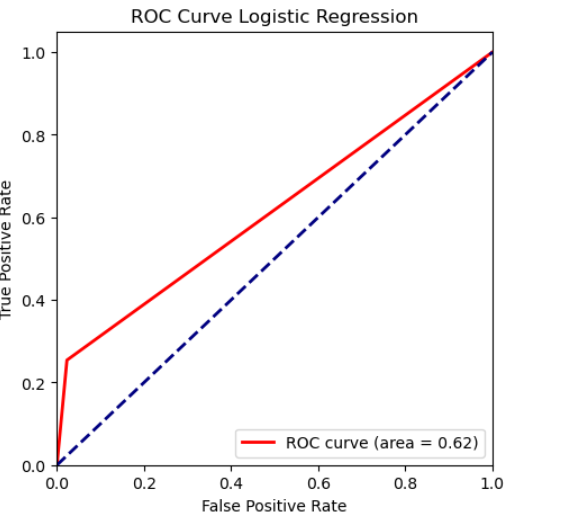 ROC Curve Logistic Regression
1.0
0.8
0.6
0.4
0.2
0.0
True Positive Rate
ROC curve (area = 0.62)
0.0 0.2 0.4 0.6 0.8 1.0
False Positive Rate